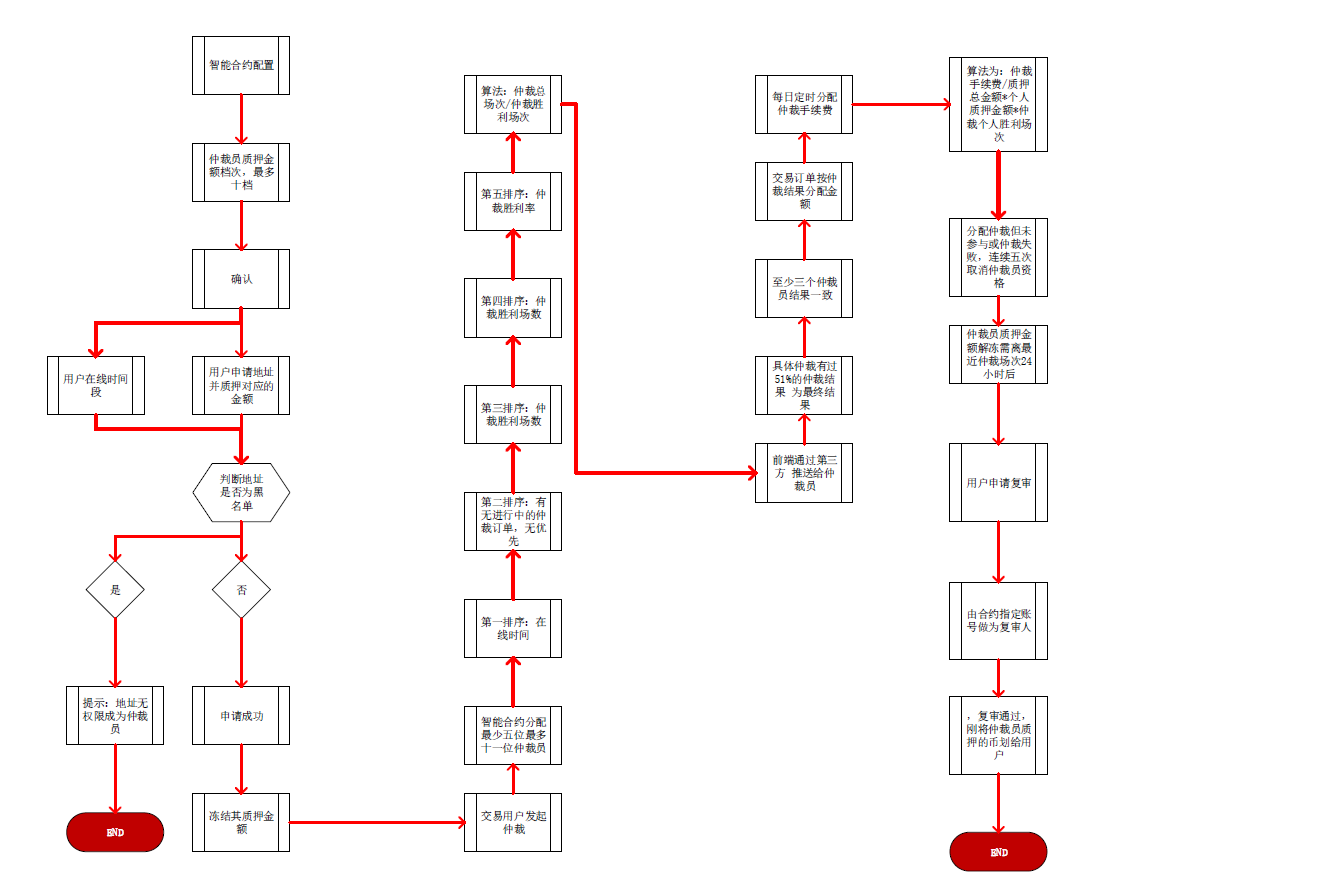 智能合约配置
仲裁员质押金
额档次，最多
十档
确认
用户在线时间
段
用户申请地址
并质押对应的
金额
判断地址
是否为黑
名单
是
否
提示：地址无
权限成为仲裁
员
申请成功
END
冻结其质押金
额
算法：仲裁总
场次/仲裁胜
利场次
第五排序：仲
裁胜利率
第四排序：仲
裁胜利场数
第三排序：仲
裁胜利场数
第二排序：有
无进行中的仲
裁订单，无优
先
第一排序：在
线时间
智能合约分配
最少五位最多
十一位仲裁员
交易用户发起
仲裁
每日定时分配
仲裁手续费
交易订单按仲
裁结果分配金
额
至少三个仲裁
员结果一致
具体仲裁有过
51%的仲裁结
果 为最终结
果
前端通过第三
方 推送给仲
裁员
算法为：仲裁
手续费/质押
总金额*个人
质押金额*仲
裁个人胜利场
次
分配仲裁但未
参与或仲裁失
败，连续五次
取消仲裁员资
格
仲裁员质押金
额解冻需离最
近仲裁场次24
小时后
用户申请复审
由合约指定账
号做为复审人
，复审通过，
刚将仲裁员质
押的币划给用
户
END